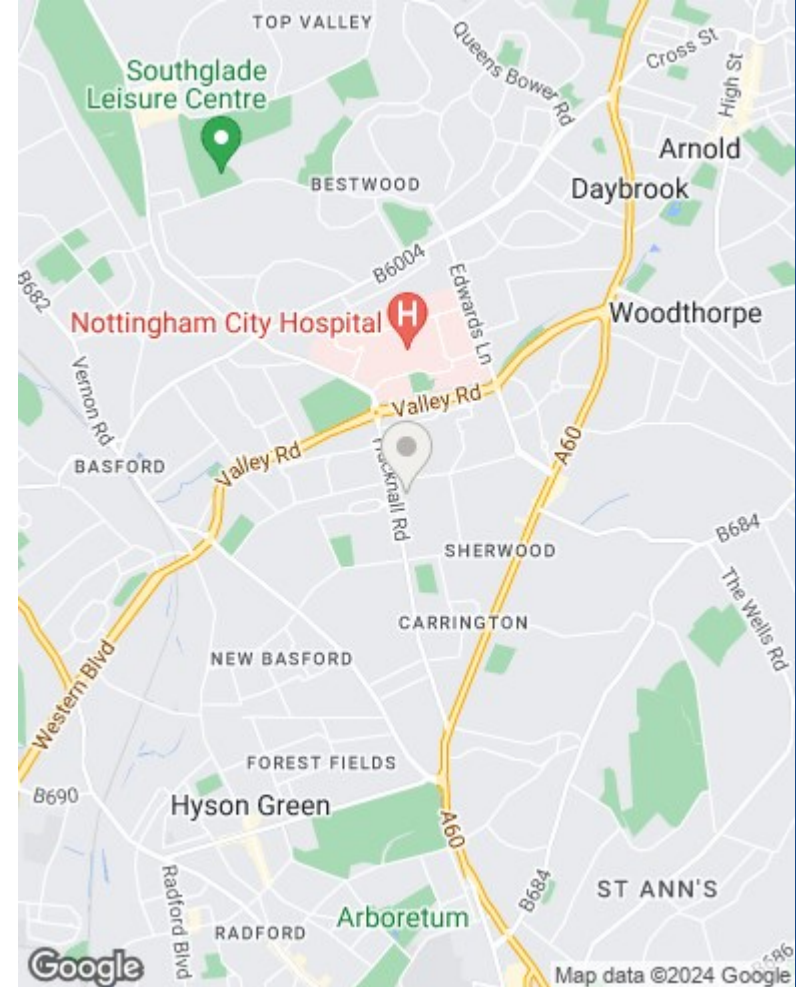 TOP VALLEY
Queens Bower Rd
Cross St
High St
Southglade
Leisure Centre
Arnold
BESTWOOD
Daybrook
B6004
B682
Edwards Ln
H
Nottingham City Hospital
Woodthorpe
Vernon Rd
Valley Rd
Valley Rd
A60
BASFORD
Hucknall Rd
B684
SHERWOOD
The Wells Rd
CARRINGTON
NEW BASFORD
Western Blvd
FOREST FIELDS
B690
Hyson Green
A60
Radford Blvd
B684
ST ANN'S
Arboretum
RADFORD
B686
Google
Map data ©2024 Google